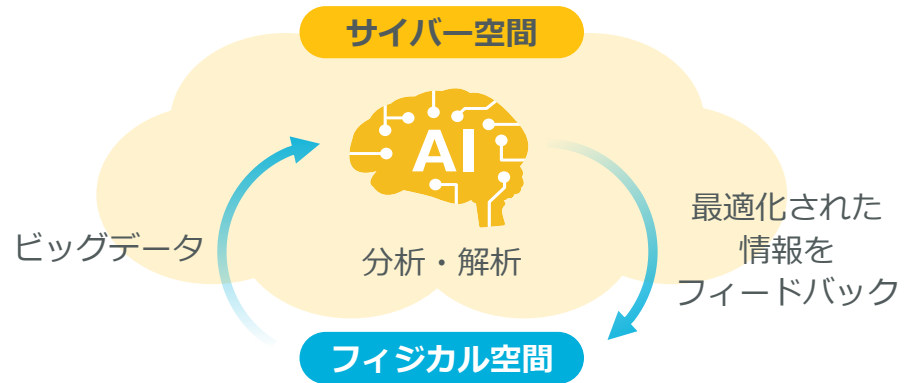 サイバー空間
AI
分析・解析
ビッグデータ
最適化された
情報を
フィードバック
フィジカル空間